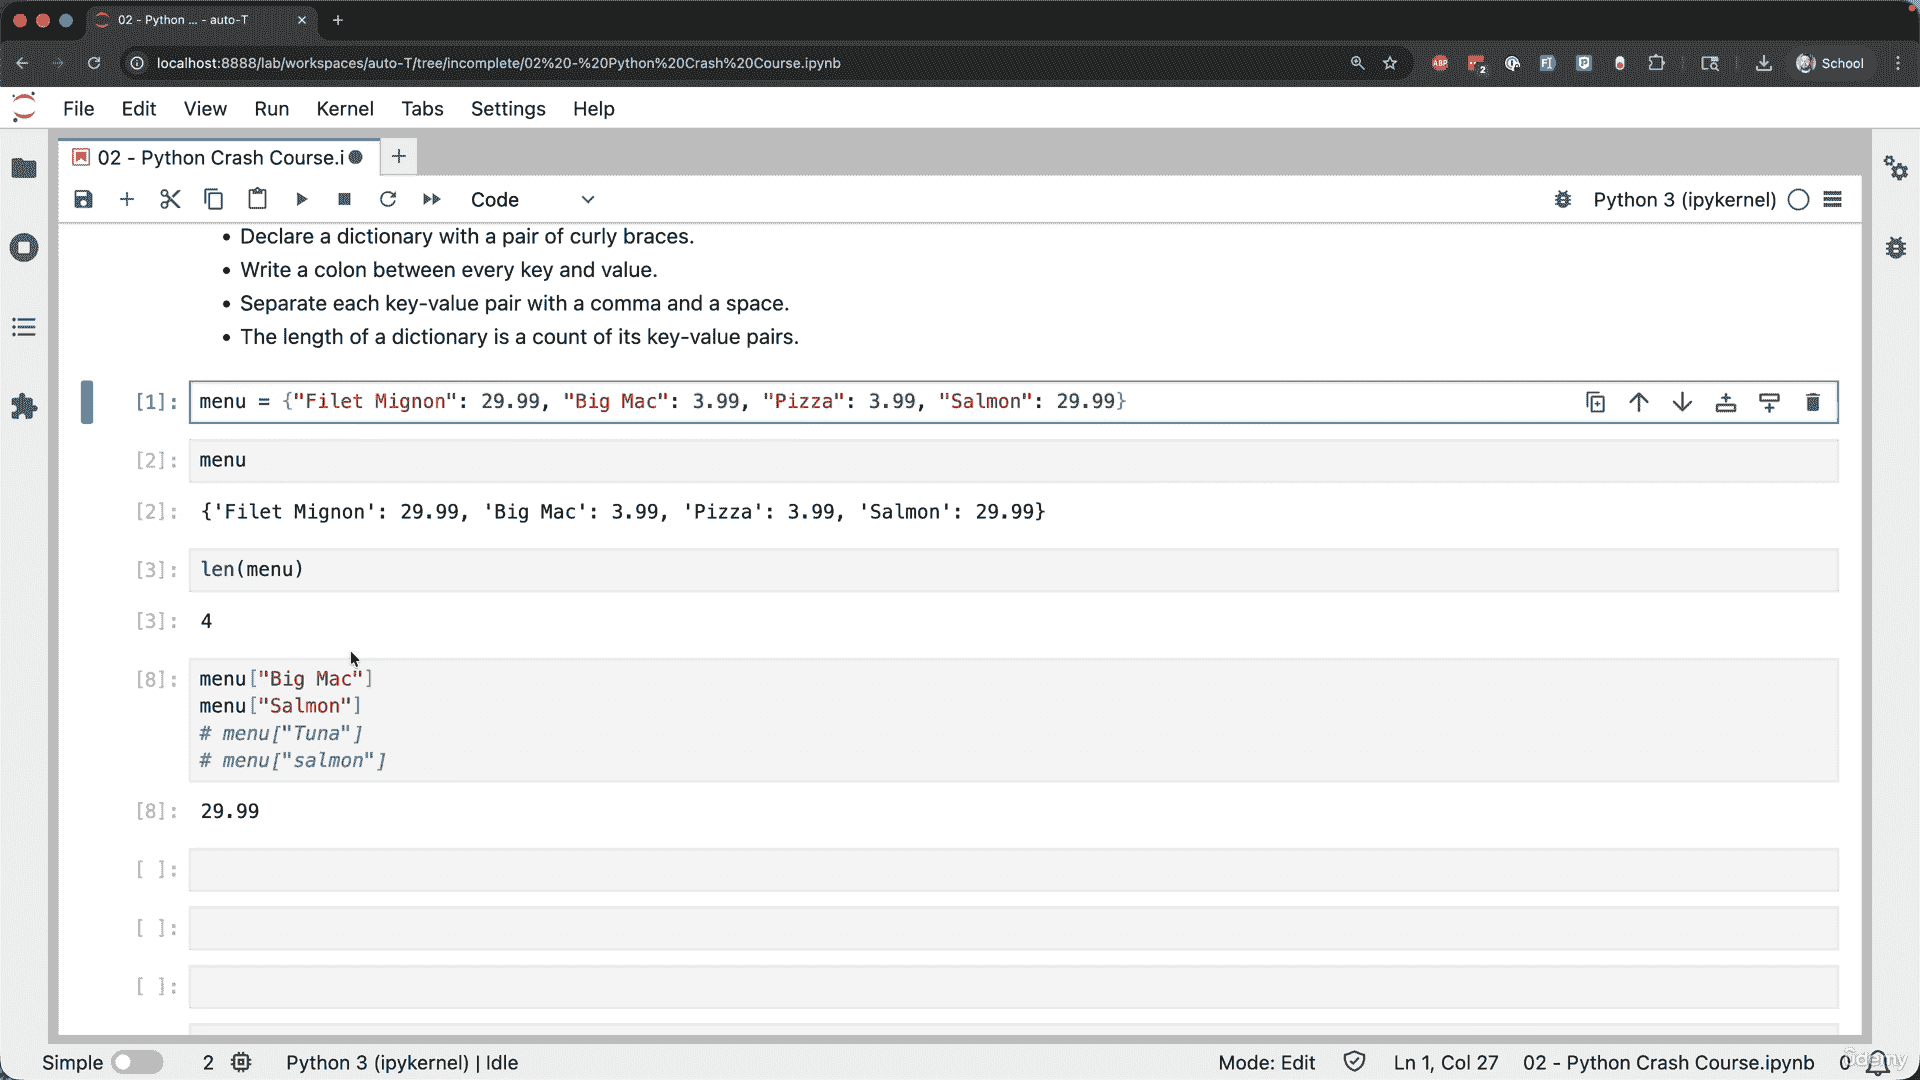 02 - Python ... - auto-T
localhost:8888/lab/workspaces/auto-T/tree/incomplete/02%20-%20Python%20Crash%20Course.ipynb
ABP
2
School
File Edit View Run Kernel Tabs Settings Help
02 - Python Crash Course.i
Code
Python 3 (ipykernel)
• Declare a dictionary with a pair of curly braces.
• Write a colon between every key and value.
• Separate each key-value pair with a comma and a space.
• The length of a dictionary is a count of its key-value pairs.
[1]: menu = {"Filet Mignon": 29.99, "Big Mac": 3.99, "Pizza": 3.99, "Salmon": 29.99}
[2]: menu
[2]: {'Filet Mignon': 29.99, 'Big Mac': 3.99, 'Pizza': 3.99, 'Salmon': 29.99}
[3]: len(menu)
[3]: 4
[8]: menu["Big Mac"]
menu["Salmon"]
# menu["Tuna"]
# menu["salmon"]
[8]: 29.99
[ ]:
[ ]:
[ ]:
Simple 2 Python 3 (ipykernel) | Idle Mode: Edit Ln 1, Col 27 02 - Python Crash Course.ipynb 0
Udemy